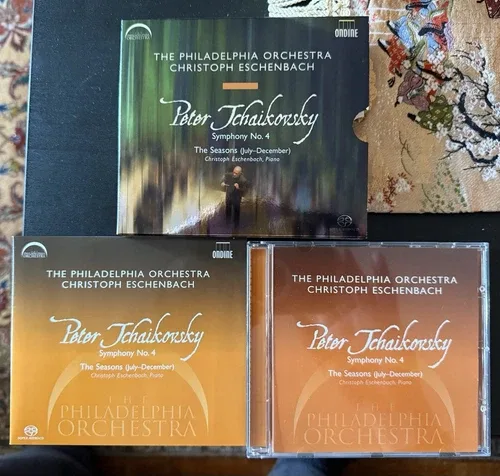 ONDINE
THE PHILADELPHIA ORCHESTRA
CHRISTOPH ESCHENBACH
Peter Tchaikovsky
Symphony No. 4
The Seasons (July–December)
Christoph Eschenbach, Piano
ONDINE
THE PHILADELPHIA ORCHESTRA
CHRISTOPH ESCHENBACH
Peter Tchaikovsky
Symphony No. 4
The Seasons (July–December)
Christoph Eschenbach, Piano
THE
PHILADELPHIA
ORCHESTRA
THE PHILADELPHIA ORCHESTRA
CHRISTOPH ESCHENBACH
Peter Tchaikovsky
Symphony No. 4
The Seasons (July–December)
Christoph Eschenbach, Piano
THE
PHILADELPHIA
ORCHESTRA